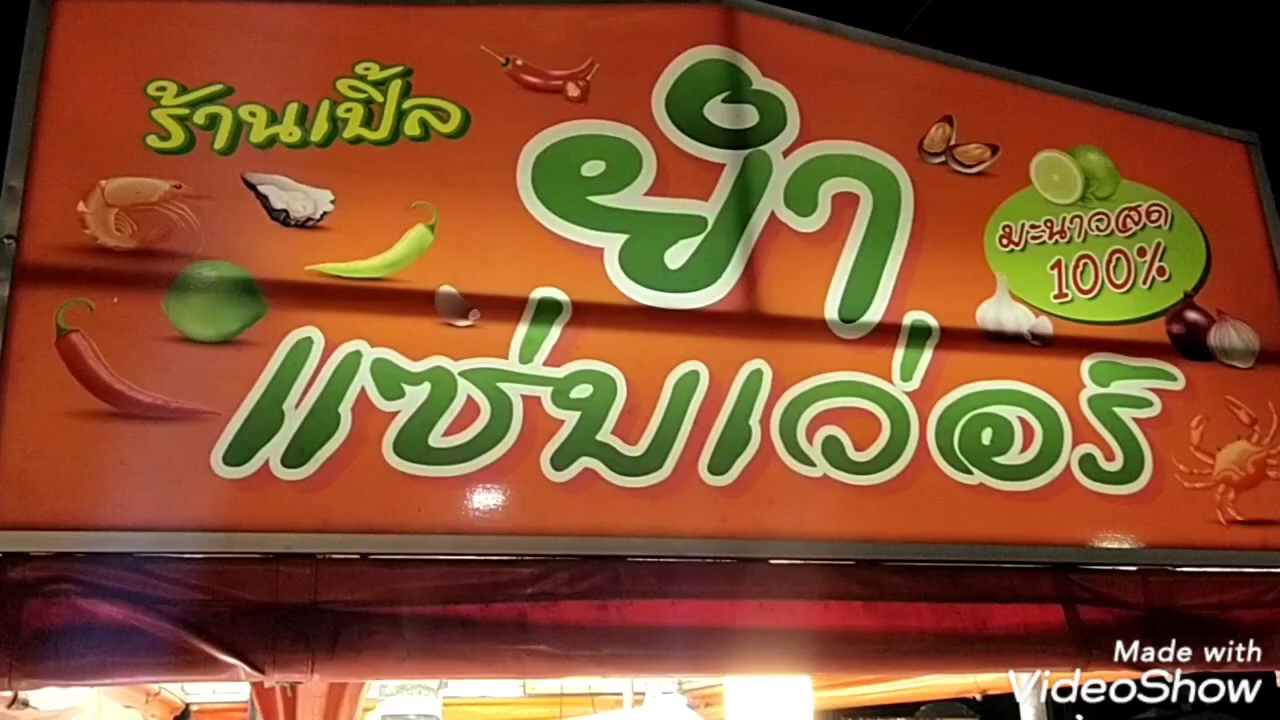 ร้านเปิ้ล
ยำ
มะนาวสด
100%
แซ่บเว่อร์
Made with
VideoShow